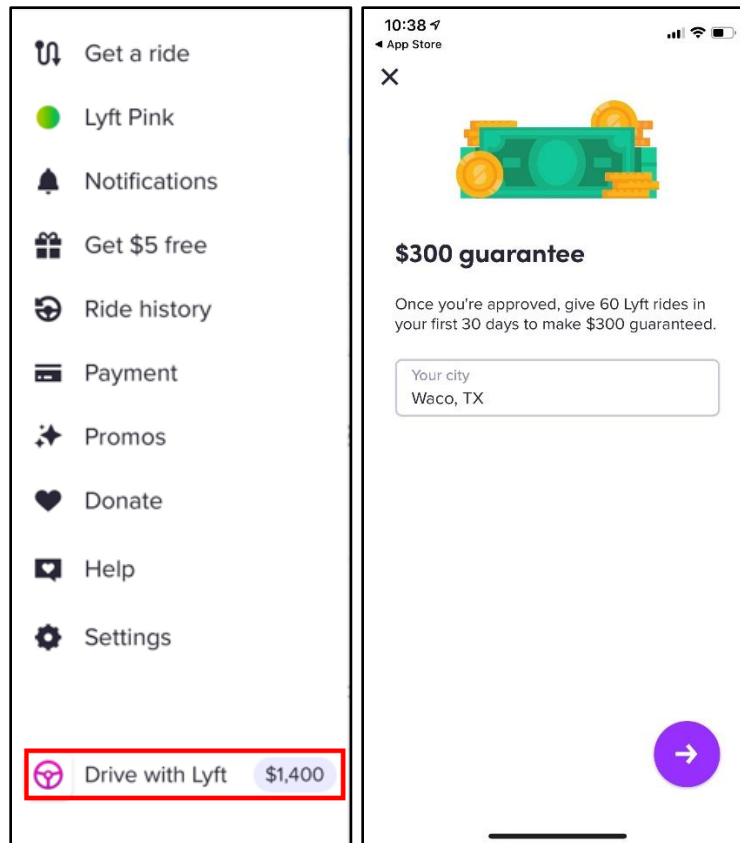 Get a ride
Lyft Pink
Notifications
Get $5 free
Ride history
Payment
Promos
Donate
Help
Settings
Drive with Lyft $1,400
10:38
◀ App Store
$300 guarantee
Once you're approved, give 60 Lyft rides in
your first 30 days to make $300 guaranteed.
Your city
Waco, TX